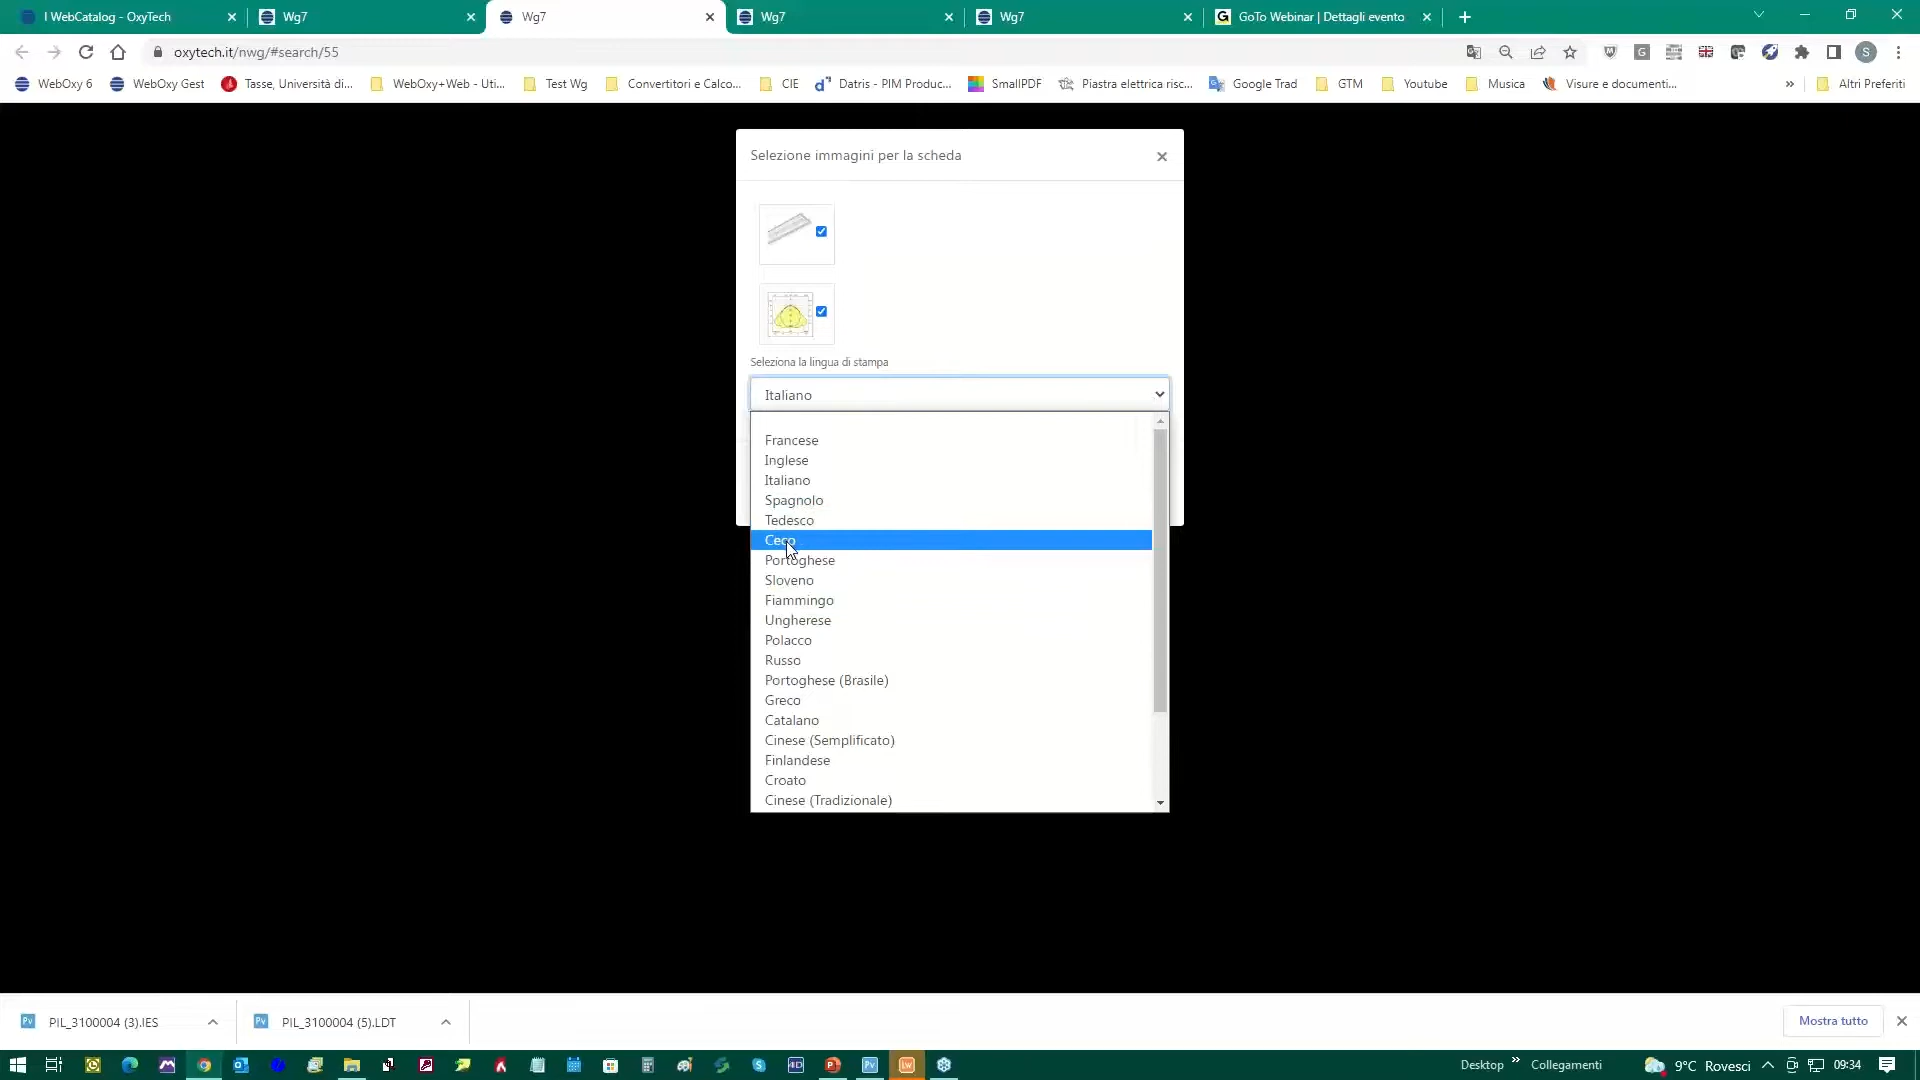 I WebCatalog - OxyTech
Wg7
Wg7
Wg7
Wg7
GoTo Webinar | Dettagli evento
oxytech.it/nwg/#search/55
WebOxy 6
WebOxy Gest
Tasse, Università di...
WebOxy+Web - Uti...
Test Wg
Convertitori e Calco...
CIE
Datris - PIM Produc...
SmallPDF
Piastra elettrica risc...
Google Trad
GTM
Youtube
Musica
Visure e documenti...
»
Altri Preferiti
Selezione immagini per la scheda
Seleziona la lingua di stampa
Italiano
Francese
Inglese
Italiano
Spagnolo
Tedesco
Ceco
Portoghese
Sloveno
Fiammingo
Ungherese
Polacco
Russo
Portoghese (Brasile)
Greco
Catalano
Cinese (Semplificato)
Finlandese
Croato
Cinese (Tradizionale)
PIL_3100004 (3).IES
PIL_3100004 (5).LDT
Mostra tutto
Desktop
»
Collegamenti
9°C Rovesci
09:34